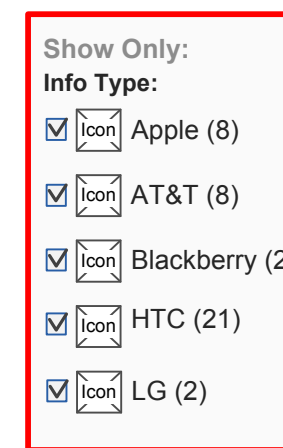 Show Only:
Info Type:
Icon Apple (8)
Icon AT&T (8)
Icon Blackberry (2
Icon HTC (21)
Icon LG (2)